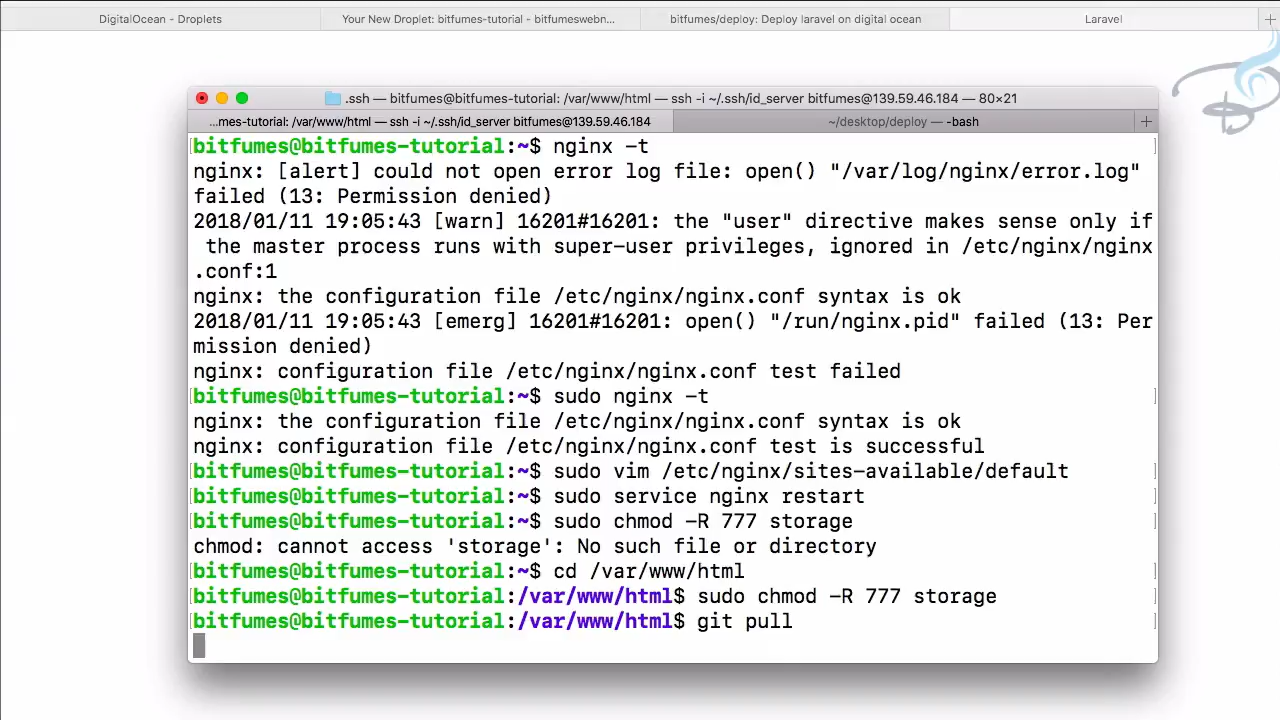 DigitalOcean - Droplets
Your New Droplet: bitfumes-tutorial - bitfumeswebn...
bitfumes/deploy: Deploy laravel on digital ocean
Laravel
.ssh — bitfumes@bitfumes-tutorial: /var/www/html — ssh -i ~/.ssh/id_server bitfumes@139.59.46.184 — 80×21
...mes-tutorial: /var/www/html — ssh -i ~/.ssh/id_server bitfumes@139.59.46.184
~/desktop/deploy — -bash
bitfumes@bitfumes-tutorial:~$ nginx -t
nginx: [alert] could not open error log file: open() "/var/log/nginx/error.log"
failed (13: Permission denied)
2018/01/11 19:05:43 [warn] 16201#16201: the "user" directive makes sense only if
the master process runs with super-user privileges, ignored in /etc/nginx/nginx
.conf:1
nginx: the configuration file /etc/nginx/nginx.conf syntax is ok
2018/01/11 19:05:43 [emerg] 16201#16201: open() "/run/nginx.pid" failed (13: Per
mission denied)
nginx: configuration file /etc/nginx/nginx.conf test failed
bitfumes@bitfumes-tutorial:~$ sudo nginx -t
nginx: the configuration file /etc/nginx/nginx.conf syntax is ok
nginx: configuration file /etc/nginx/nginx.conf test is successful
bitfumes@bitfumes-tutorial:~$ sudo vim /etc/nginx/sites-available/default
bitfumes@bitfumes-tutorial:~$ sudo service nginx restart
bitfumes@bitfumes-tutorial:~$ sudo chmod -R 777 storage
chmod: cannot access 'storage': No such file or directory
bitfumes@bitfumes-tutorial:~$ cd /var/www/html
bitfumes@bitfumes-tutorial:/var/www/html$ sudo chmod -R 777 storage
bitfumes@bitfumes-tutorial:/var/www/html$ git pull